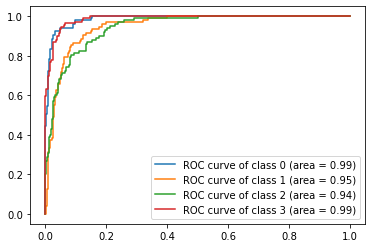 1.0
0.8
0.6
0.4
0.2
0.0
ROC curve of class 0 (area = 0.99)
ROC curve of class 1 (area = 0.95)
ROC curve of class 2 (area = 0.94)
ROC curve of class 3 (area = 0.99)
0.0 0.2 0.4 0.6 0.8 1.0